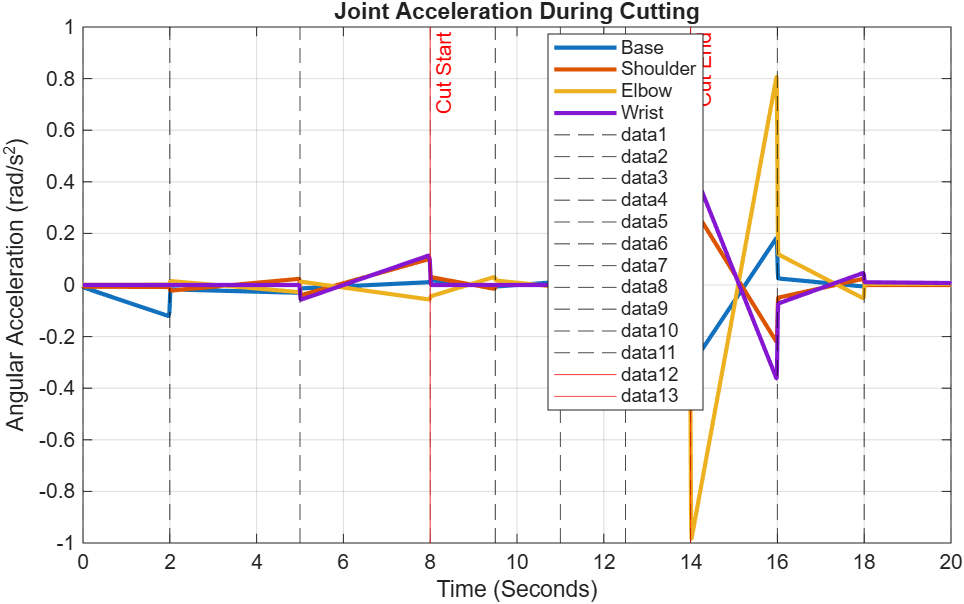 Joint Acceleration During Cutting
Angular Acceleration (rad/s²)
1
0.8
0.6
0.4
0.2
0
-0.2
-0.4
-0.6
-0.8
-1
Cut Start
Cut End
Base
Shoulder
Elbow
Wrist
data1
data2
data3
data4
data5
data6
data7
data8
data9
data10
data11
data12
data13
0 2 4 6 8 10 12 14 16 18 20
Time (Seconds)